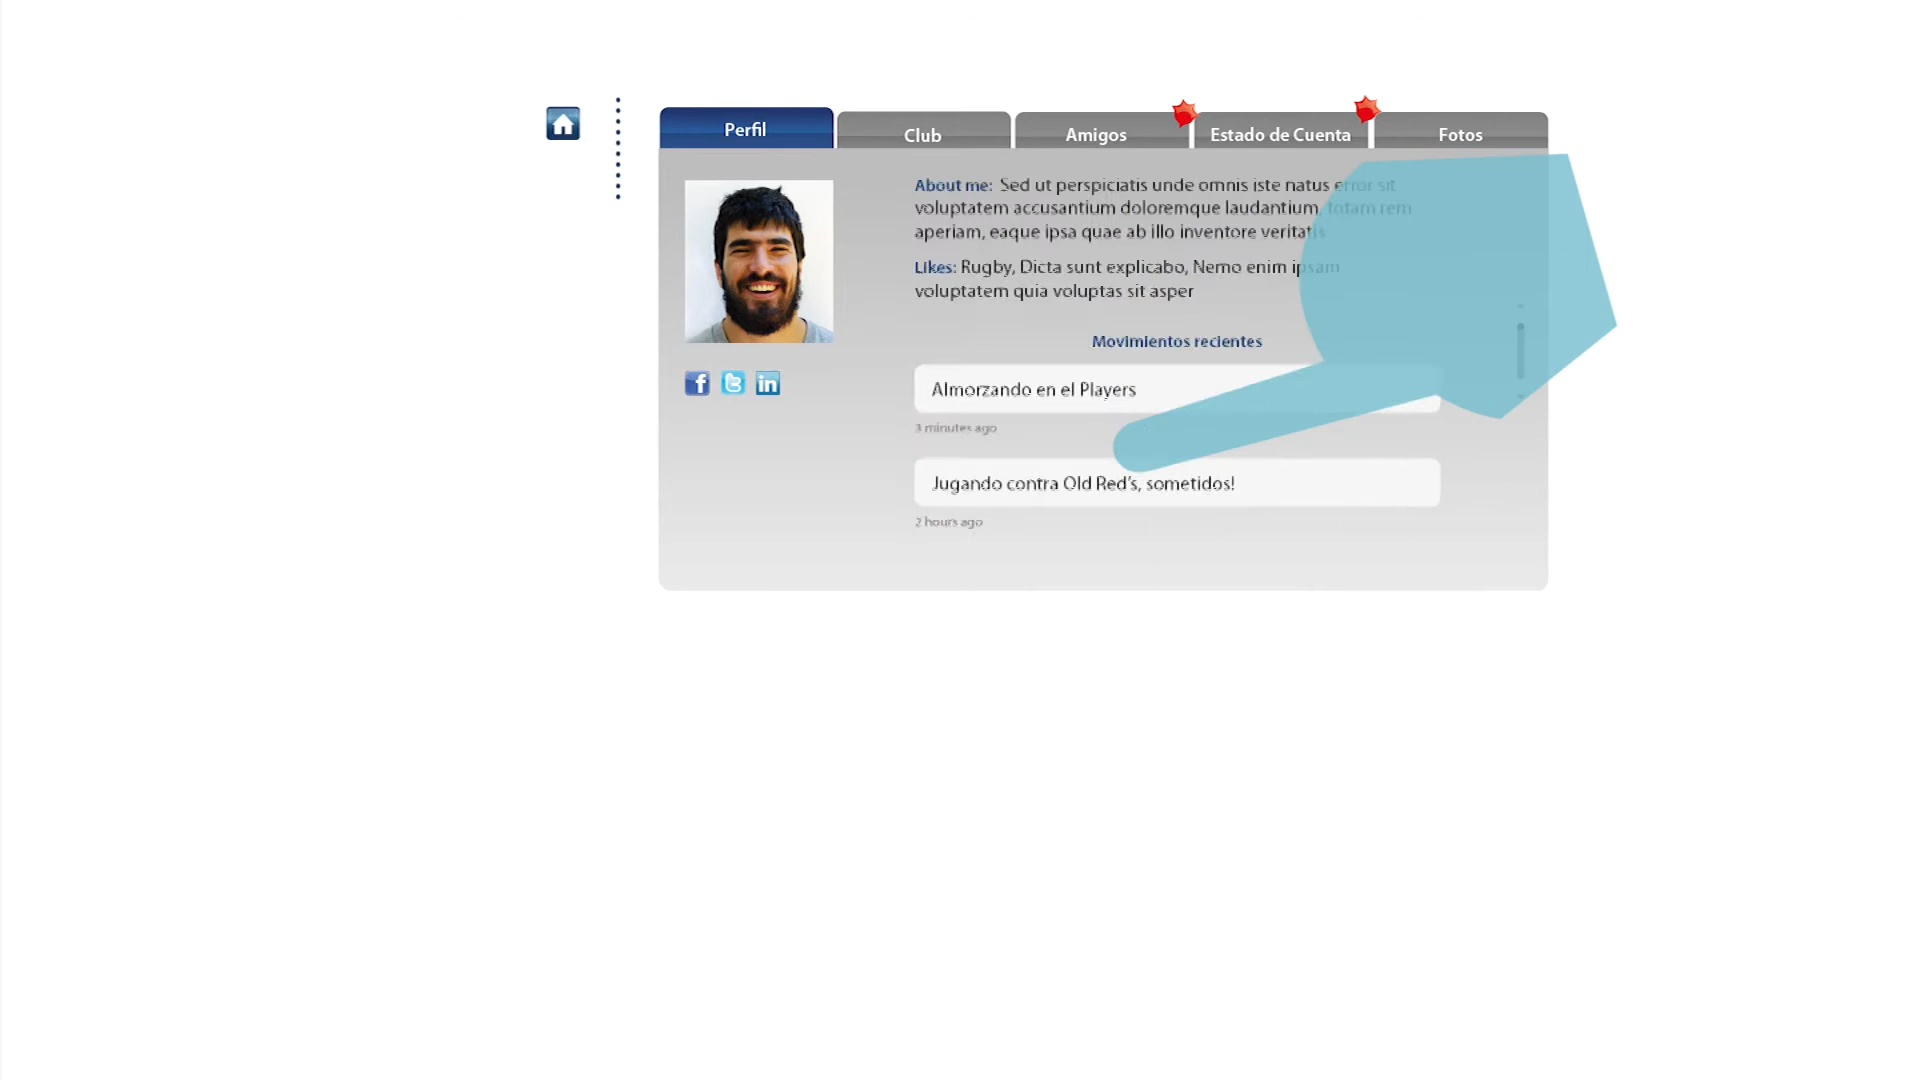 Perfil
Club
Amigos
Estado de Cuenta
Fotos
About me: Sed ut perspiciatis unde omnis iste natus error sit
voluptatem accusantium doloremque laudantium, totam rem
aperiam, eaque ipsa quae ab illo inventore veritatis
Likes: Rugby, Dicta sunt explicabo, Nemo enim ipsam
voluptatem quia voluptas sit asper
Movimientos recientes
Almorzando en el Players
3 minutes ago
Jugando contra Old Red's, sometidos!
2 hours ago